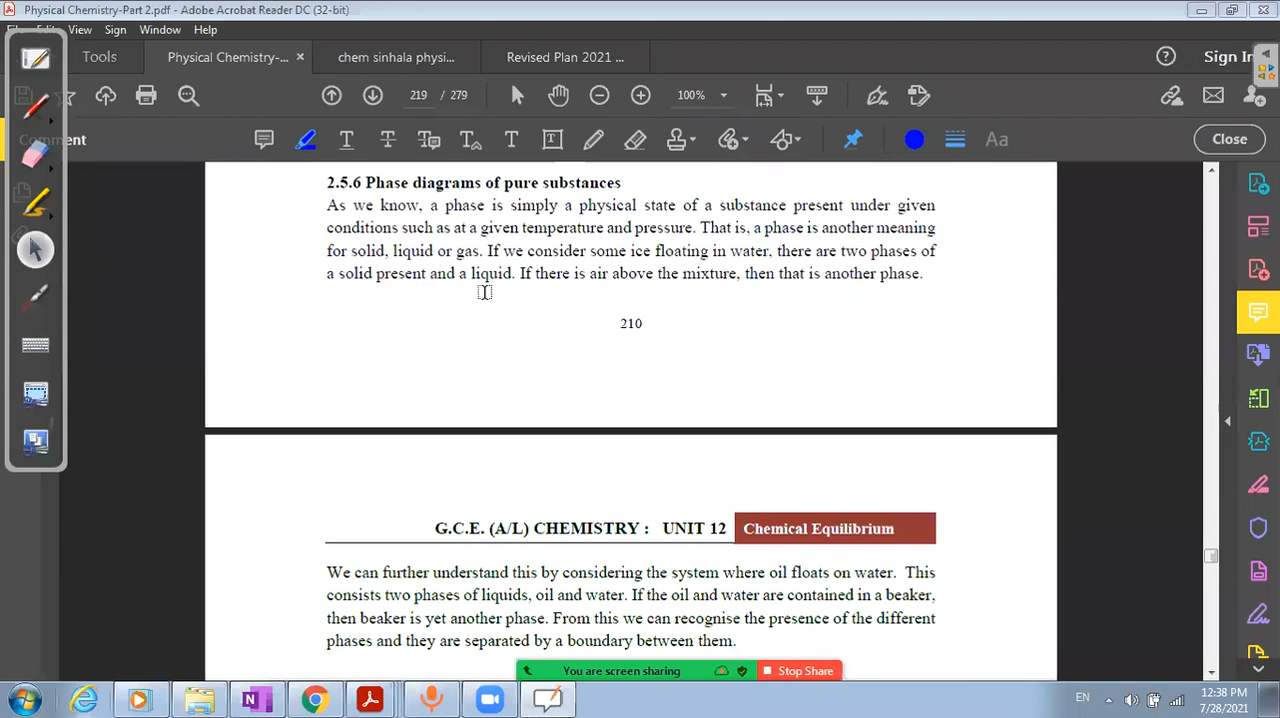 Physical Chemistry-Part 2.pdf - Adobe Acrobat Reader DC (32-bit)
View Sign Window Help
Tools Physical Chemistry-... × chem sinhala physi... Revised Plan 2021 ... Sign In
219 / 279 100%
Comment Aa Close
2.5.6 Phase diagrams of pure substances
As we know, a phase is simply a physical state of a substance present under given
conditions such as at a given temperature and pressure. That is, a phase is another meaning
for solid, liquid or gas. If we consider some ice floating in water, there are two phases of
a solid present and a liquid. If there is air above the mixture, then that is another phase.
210
G.C.E. (A/L) CHEMISTRY : UNIT 12 Chemical Equilibrium
We can further understand this by considering the system where oil floats on water. This
consists two phases of liquids, oil and water. If the oil and water are contained in a beaker,
then beaker is yet another phase. From this we can recognise the presence of the different
phases and they are separated by a boundary between them.
You are screen sharing Stop Share
EN 12:38 PM
7/28/2021